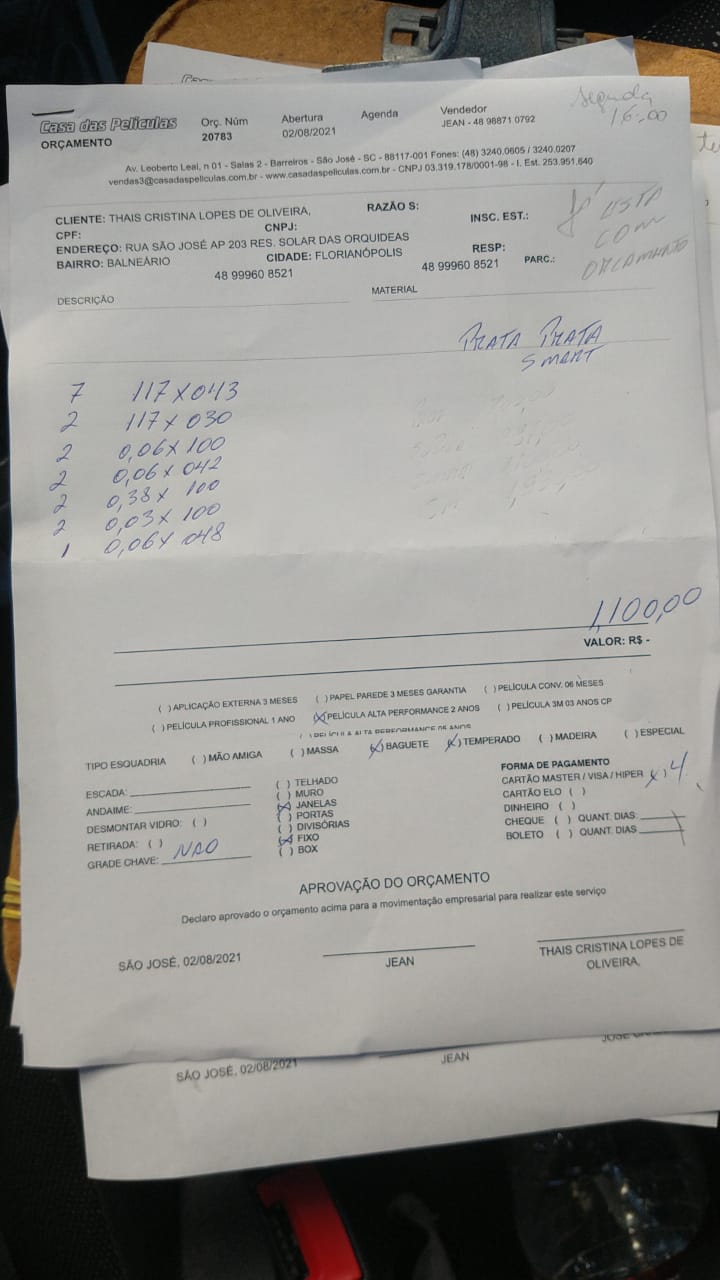 Casa das Películas
ORÇAMENTO
Orç. Núm
20783
Abertura
02/08/2021
Agenda
Vendedor
JEAN - 48 98871 0792
Segunda
16:00
Av. Leoberto Leal, n 01 - Salas 2 - Barreiros - São José - SC - 88117-001 Fones: (48) 3240.0605 / 3240.0207
vendas3@casadaspeliculas.com.br - www.casadaspeliculas.com.br - CNPJ 03.319.178/0001-98 - I. Est. 253.951.640
CLIENTE: THAIS CRISTINA LOPES DE OLIVEIRA,
RAZÃO S:
CPF:
CNPJ:
INSC. EST.:
ENDEREÇO: RUA SÃO JOSÉ AP 203 RES. SOLAR DAS ORQUIDEAS
BAIRRO: BALNEÁRIO
CIDADE: FLORIANÓPOLIS
RESP:
48 99960 8521
48 99960 8521
PARC.:
JÁ ESTA
COM
ORÇAMENTO
DESCRIÇÃO
MATERIAL
PRATA PRATA
SMART
7 117 X 043
2 117 X 030
2 0,06 X 100
2 0,06 X 042
2 0,38 X 100
2 0,03 X 100
1 0,06 X 048
1,100,00
VALOR: R$ -
( ) APLICAÇÃO EXTERNA 3 MESES ( ) PAPEL PAREDE 3 MESES GARANTIA ( ) PELÍCULA CONV. 06 MESES
( ) PELÍCULA PROFISSIONAL 1 ANO (X) PELÍCULA ALTA PERFORMANCE 2 ANOS ( ) PELÍCULA 3M 03 ANOS CP
( ) PELÍCULA ALTA PERFORMANCE 05 ANOS
TIPO ESQUADRIA ( ) MÃO AMIGA ( ) MASSA (X) BAGUETE (X) TEMPERADO ( ) MADEIRA ( ) ESPECIAL
ESCADA:
ANDAIME:
DESMONTAR VIDRO: ( )
RETIRADA: ( )
GRADE CHAVE: NAO
( ) TELHADO
( ) MURO
(X) JANELAS
( ) PORTAS
( ) DIVISÓRIAS
(X) FIXO
( ) BOX
FORMA DE PAGAMENTO
CARTÃO MASTER / VISA / HIPER (X) 4
CARTÃO ELO ( )
DINHEIRO ( )
CHEQUE ( ) QUANT. DIAS:
BOLETO ( ) QUANT. DIAS
APROVAÇÃO DO ORÇAMENTO
Declaro aprovado o orçamento acima para a movimentação empresarial para realizar este serviço
SÃO JOSÉ, 02/08/2021
JEAN
THAIS CRISTINA LOPES DE
OLIVEIRA,
SÃO JOSÉ, 02/08/2021
JEAN